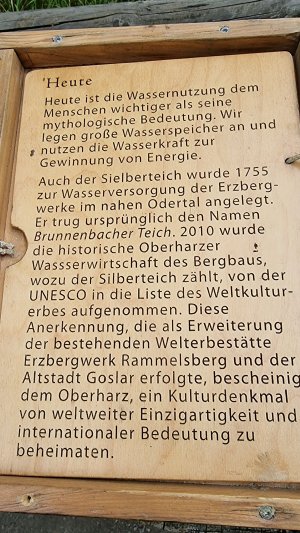 'Heute
Heute ist die Wassernutzung dem
Menschen wichtiger als seine
mythologische Bedeutung. Wir
legen große Wasserspeicher an und
nutzen die Wasserkraft zur
Gewinnung von Energie.
Auch der Sielberteich wurde 1755
zur Wasserversorgung der Erzberg-
werke im nahen Odertal angelegt.
Er trug ursprünglich den Namen
Brunnenbacher Teich. 2010 wurde
die historische Oberharzer
Wassserwirtschaft des Bergbaus,
wozu der Silberteich zählt, von der
UNESCO in die Liste des Weltkultur-
erbes aufgenommen. Diese
Anerkennung, die als Erweiterung
der bestehenden Welterbestätte
Erzbergwerk Rammelsberg und der
Altstadt Goslar erfolgte, bescheinig
dem Oberharz, ein Kulturdenkmal
von weltweiter Einzigartigkeit und
internationaler Bedeutung zu
beheimaten.